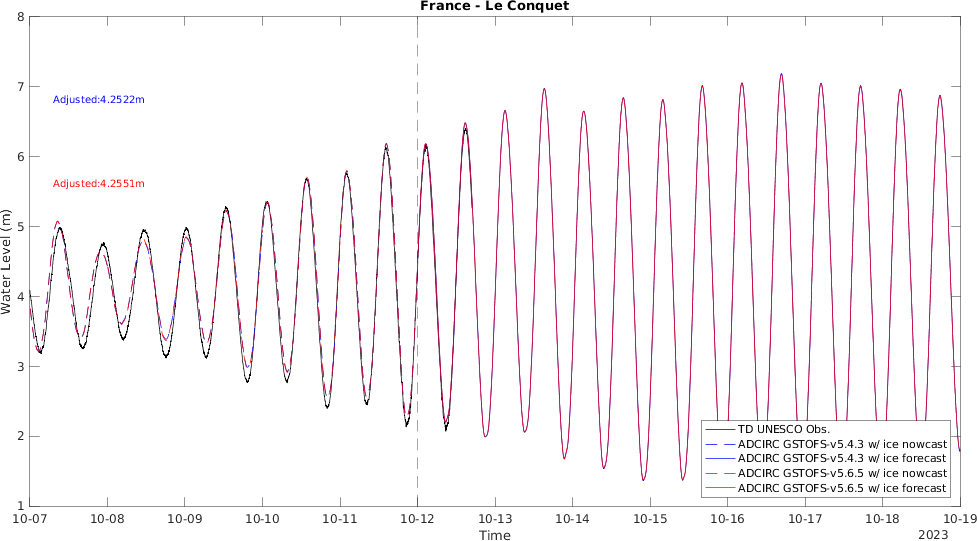 France - Le Conquet
8
7
6
5
4
3
2
1
Water Level (m)
Adjusted:4.2522m
Adjusted:4.2551m
TD UNESCO Obs.
ADCIRC GSTOFS-v5.4.3 w/ ice nowcast
ADCIRC GSTOFS-v5.4.3 w/ ice forecast
ADCIRC GSTOFS-v5.6.5 w/ ice nowcast
ADCIRC GSTOFS-v5.6.5 w/ ice forecast
10-07 10-08 10-09 10-10 10-11 10-12 10-13 10-14 10-15 10-16 10-17 10-18 10-19
Time
2023